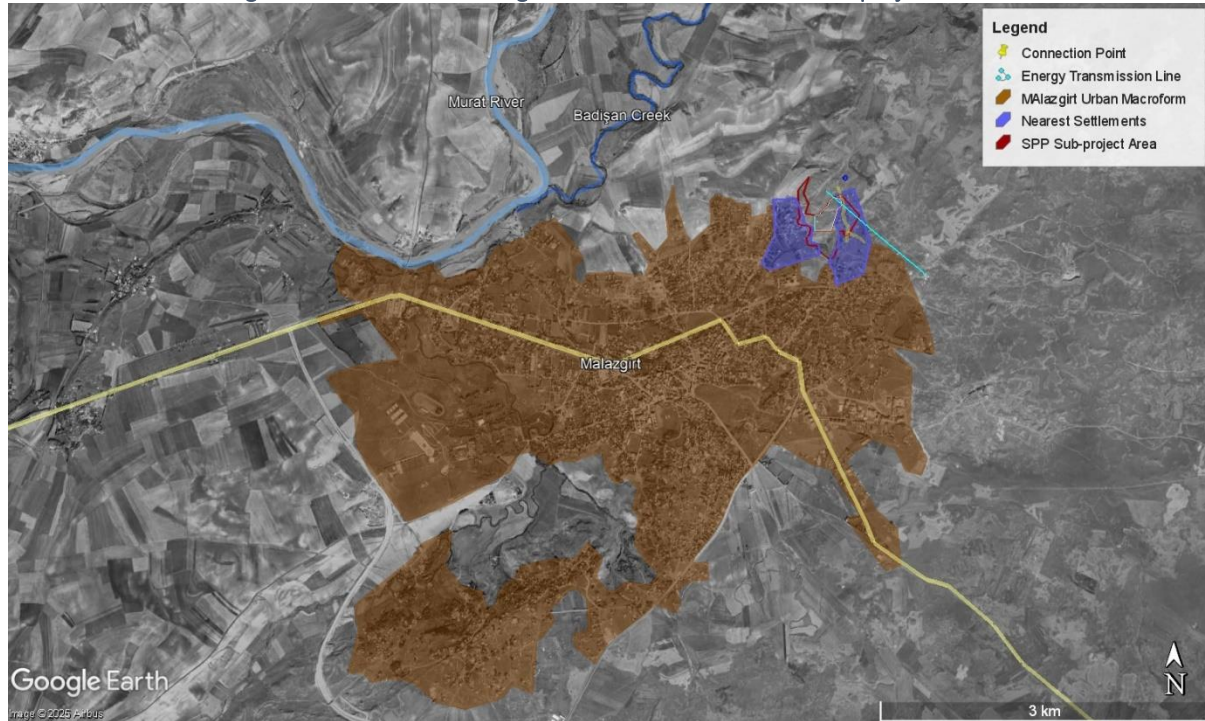 Legend
Connection Point
Energy Transmission Line
MAlazgirt Urban Macroform
Nearest Settlements
SPP Sub-project Area
Murat River
Badişan Creek
Malazgirt
Google Earth
Image © 2025 Airbus
N
3 km